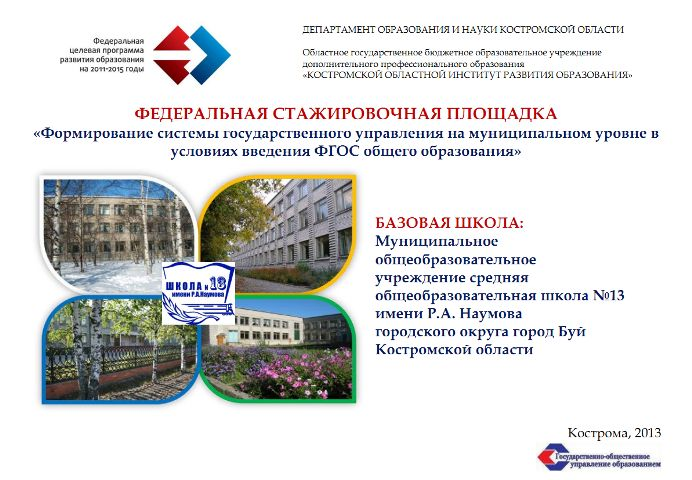 Федеральная
целевая программа
развития образования
на 2011-2015 годы
ДЕПАРТАМЕНТ ОБРАЗОВАНИЯ И НАУКИ КОСТРОМСКОЙ ОБЛАСТИ
Областное государственное бюджетное образовательное учреждение
дополнительного профессионального образования
«КОСТРОМСКОЙ ОБЛАСТНОЙ ИНСТИТУТ РАЗВИТИЯ ОБРАЗОВАНИЯ»
ФЕДЕРАЛЬНАЯ СТАЖИРОВОЧНАЯ ПЛОЩАДКА
«Формирование системы государственного управления на муниципальном уровне в
условиях введения ФГОС общего образования»
ШКОЛА № 13
имени Р.А.Наумова
БАЗОВАЯ ШКОЛА:
Муниципальное
общеобразовательное
учреждение средняя
общеобразовательная школа №13
имени Р.А. Наумова
городского округа город Буй
Костромской области
Кострома, 2013
Государственно-общественное
управление образованием